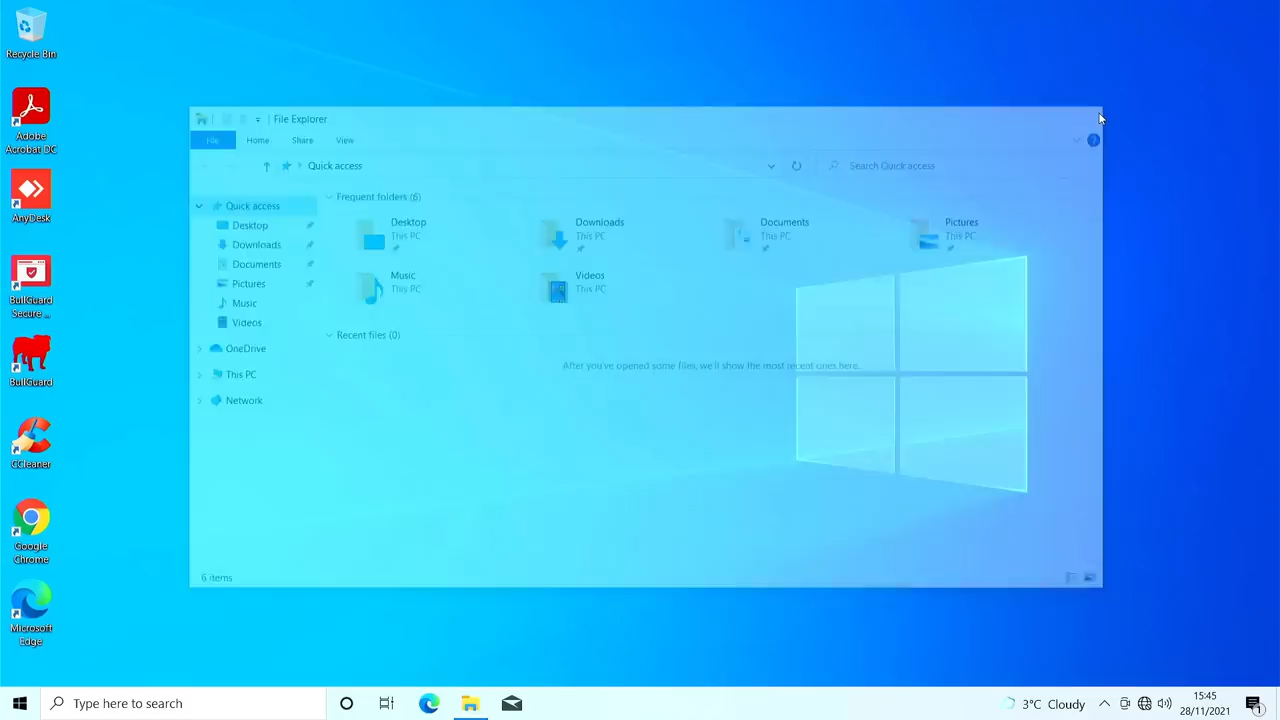 Recycle Bin
Adobe
Acrobat DC
AnyDesk
BullGuard
Secure ...
BullGuard
CCleaner
Google
Chrome
Microsoft
Edge
File Explorer
File
Home
Share
View
Quick access
Search Quick access
Quick access
Desktop
Downloads
Documents
Pictures
Music
Videos
OneDrive
This PC
Network
Frequent folders (6)
Desktop
This PC
Downloads
This PC
Documents
This PC
Pictures
This PC
Music
This PC
Videos
This PC
Recent files (0)
After you've opened some files, we'll show the most recent ones here.
6 items
Type here to search
3°C Cloudy
15:45
28/11/2021
1